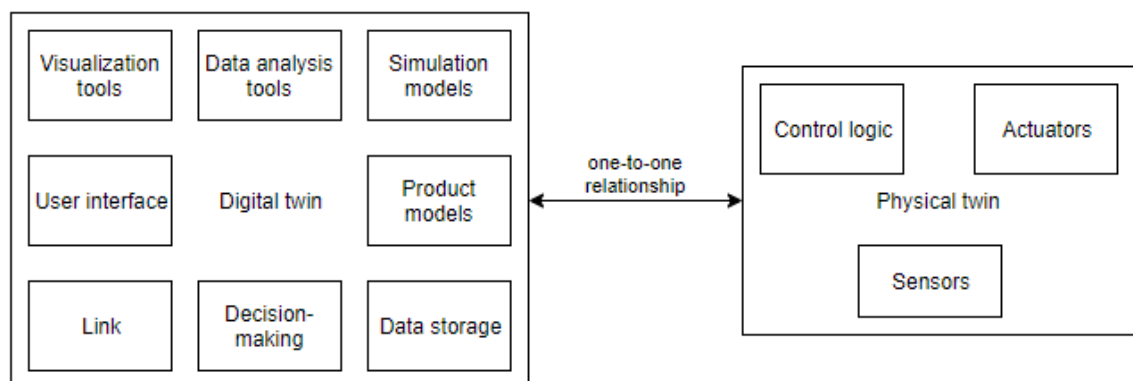 Visualization
tools
Data analysis
tools
Simulation
models
User interface
Digital twin
Product
models
Link
Decision-
making
Data storage
one-to-one
relationship
Control logic
Actuators
Physical twin
Sensors